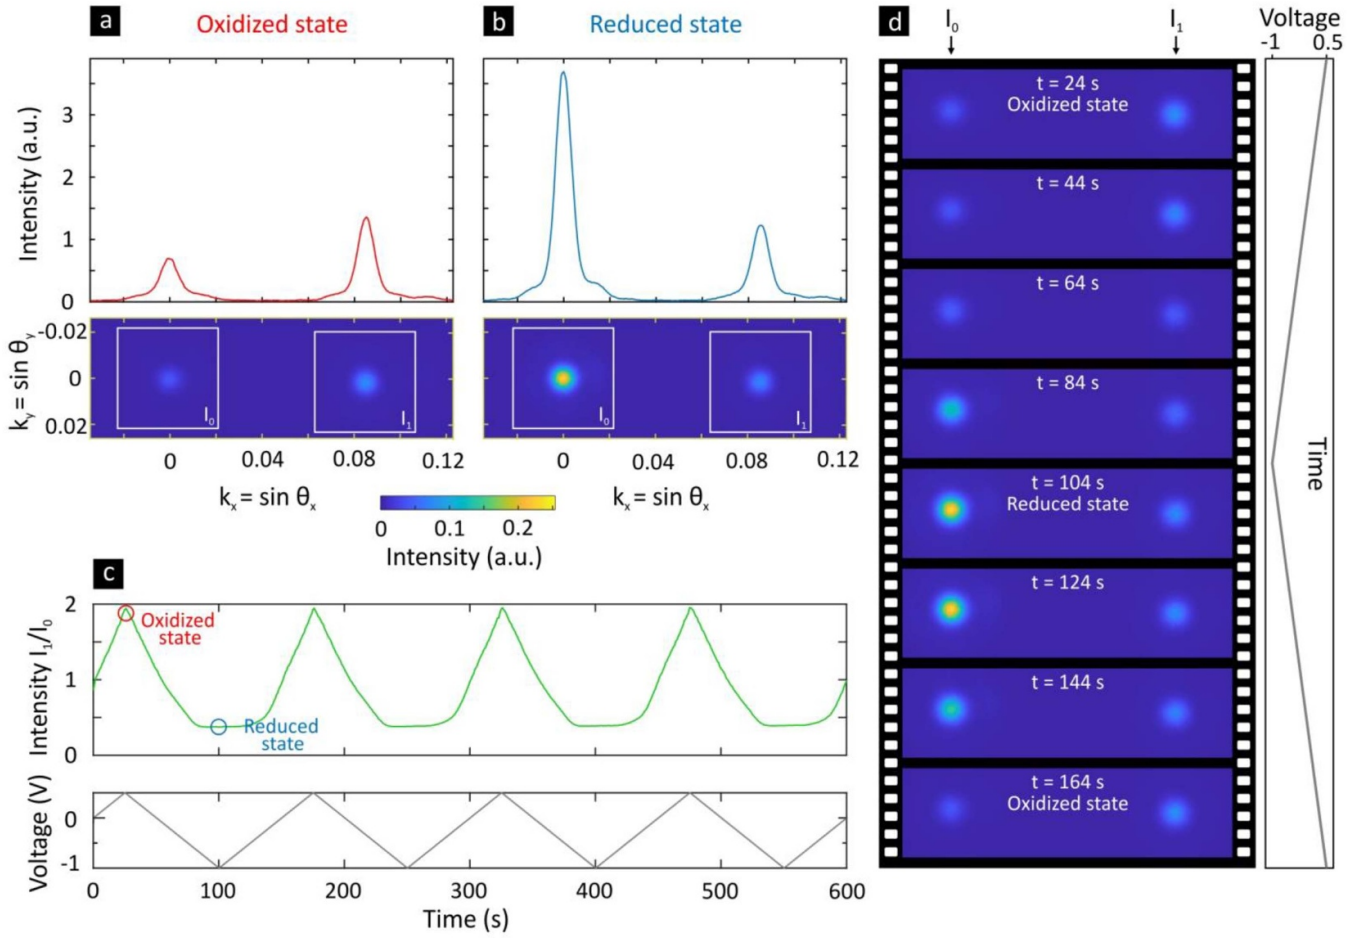 a
Oxidized state
Intensity (a.u.)
3
2
1
0
kᵧ = sin θᵧ
-0.02
0
0.02
I₀
I₁
0
0.04
0.08
0.12
kₓ = sin θₓ
b
Reduced state
I₀
I₁
0
0.04
0.08
0.12
kₓ = sin θₓ
0
0.1
0.2
Intensity (a.u.)
c
Intensity I₁/I₀
2
1
0
Oxidized
state
Reduced
state
Voltage (V)
0
-1
0
100
200
300
400
500
600
Time (s)
d
I₀
I₁
t = 24 s
Oxidized state
t = 44 s
t = 64 s
t = 84 s
t = 104 s
Reduced state
t = 124 s
t = 144 s
t = 164 s
Oxidized state
Voltage
-1
0.5
Time